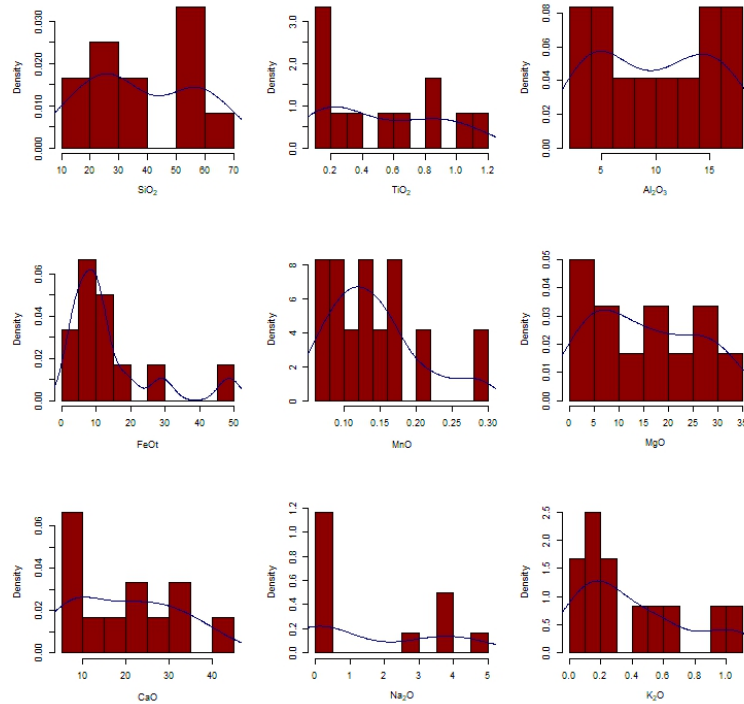 Density
0.000 0.010 0.020 0.030
10 20 30 40 50 60 70
SiO₂
Density
0.0 1.0 2.0 3.0
0.2 0.4 0.6 0.8 1.0 1.2
TiO₂
Density
0.00 0.02 0.04 0.06 0.08
5 10 15
Al₂O₃
Density
0.00 0.02 0.04 0.06
0 10 20 30 40 50
FeOt
Density
0 2 4 6 8
0.10 0.15 0.20 0.25 0.30
MnO
Density
0.00 0.01 0.02 0.03 0.04 0.05
0 5 10 15 20 25 30 35
MgO
Density
0.00 0.02 0.04 0.06
10 20 30 40
CaO
Density
0.0 0.2 0.4 0.6 0.8 1.0 1.2
0 1 2 3 4 5
Na₂O
Density
0.0 0.5 1.0 1.5 2.0 2.5
0.0 0.2 0.4 0.6 0.8 1.0
K₂O